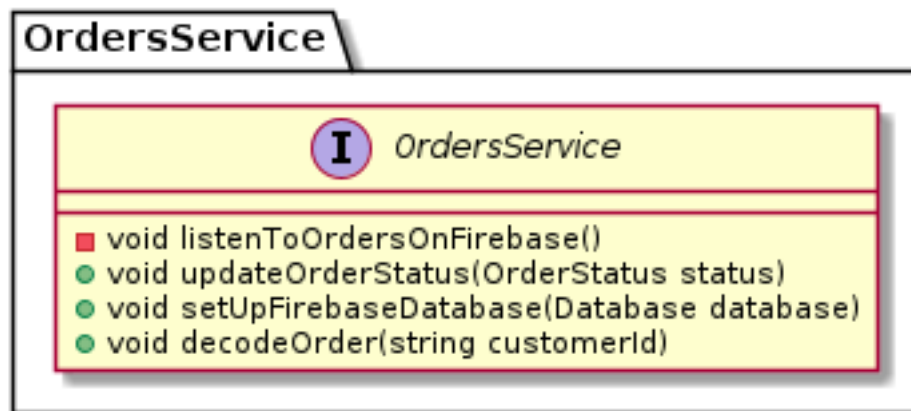 OrdersService
I OrdersService
void listenToOrdersOnFirebase()
void updateOrderStatus(OrderStatus status)
void setUpFirebaseDatabase(Database database)
void decodeOrder(string customerId)